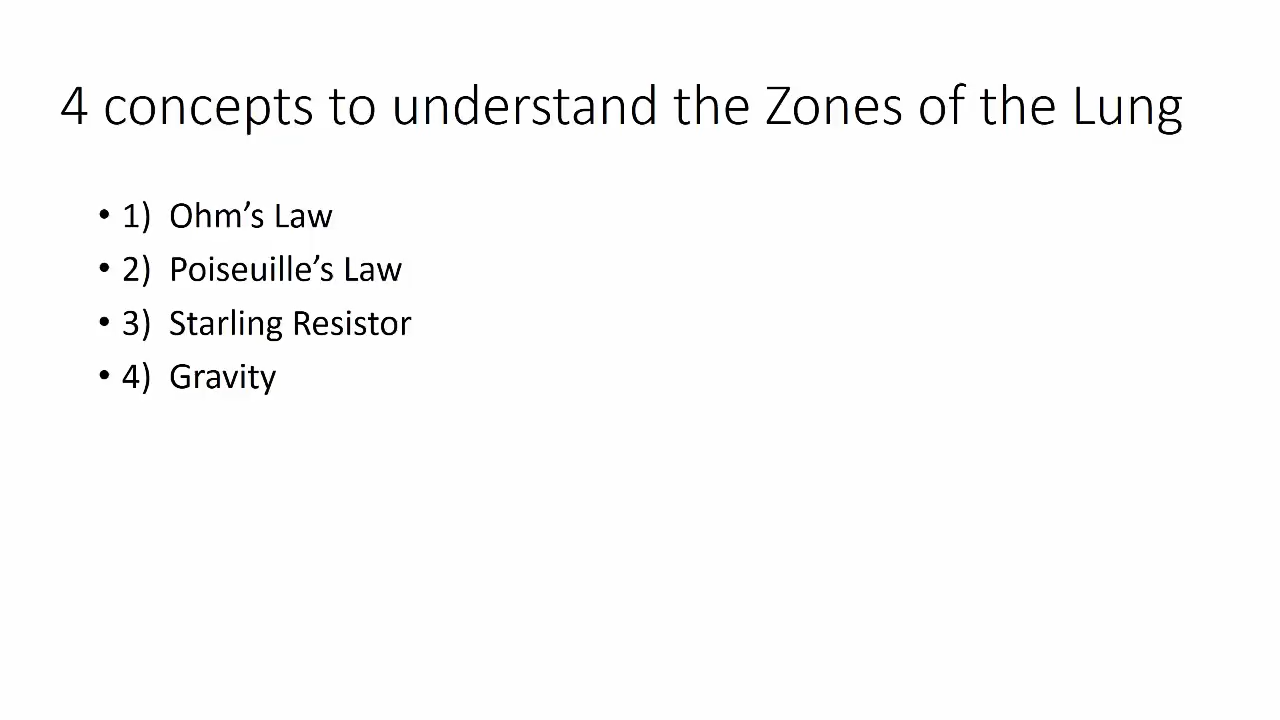 4 concepts to understand the Zones of the Lung
• 1) Ohm’s Law
• 2) Poiseuille’s Law
• 3) Starling Resistor
• 4) Gravity